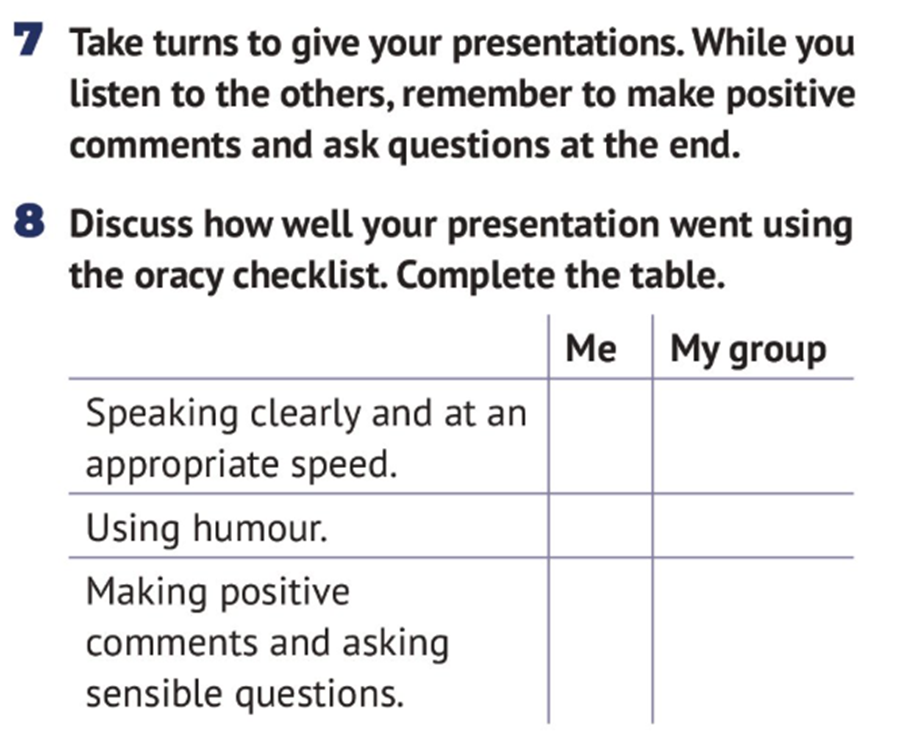 7 Take turns to give your presentations. While you
listen to the others, remember to make positive
comments and ask questions at the end.
8 Discuss how well your presentation went using
the oracy checklist. Complete the table.
Me My group
Speaking clearly and at an
appropriate speed.
Using humour.
Making positive
comments and asking
sensible questions.